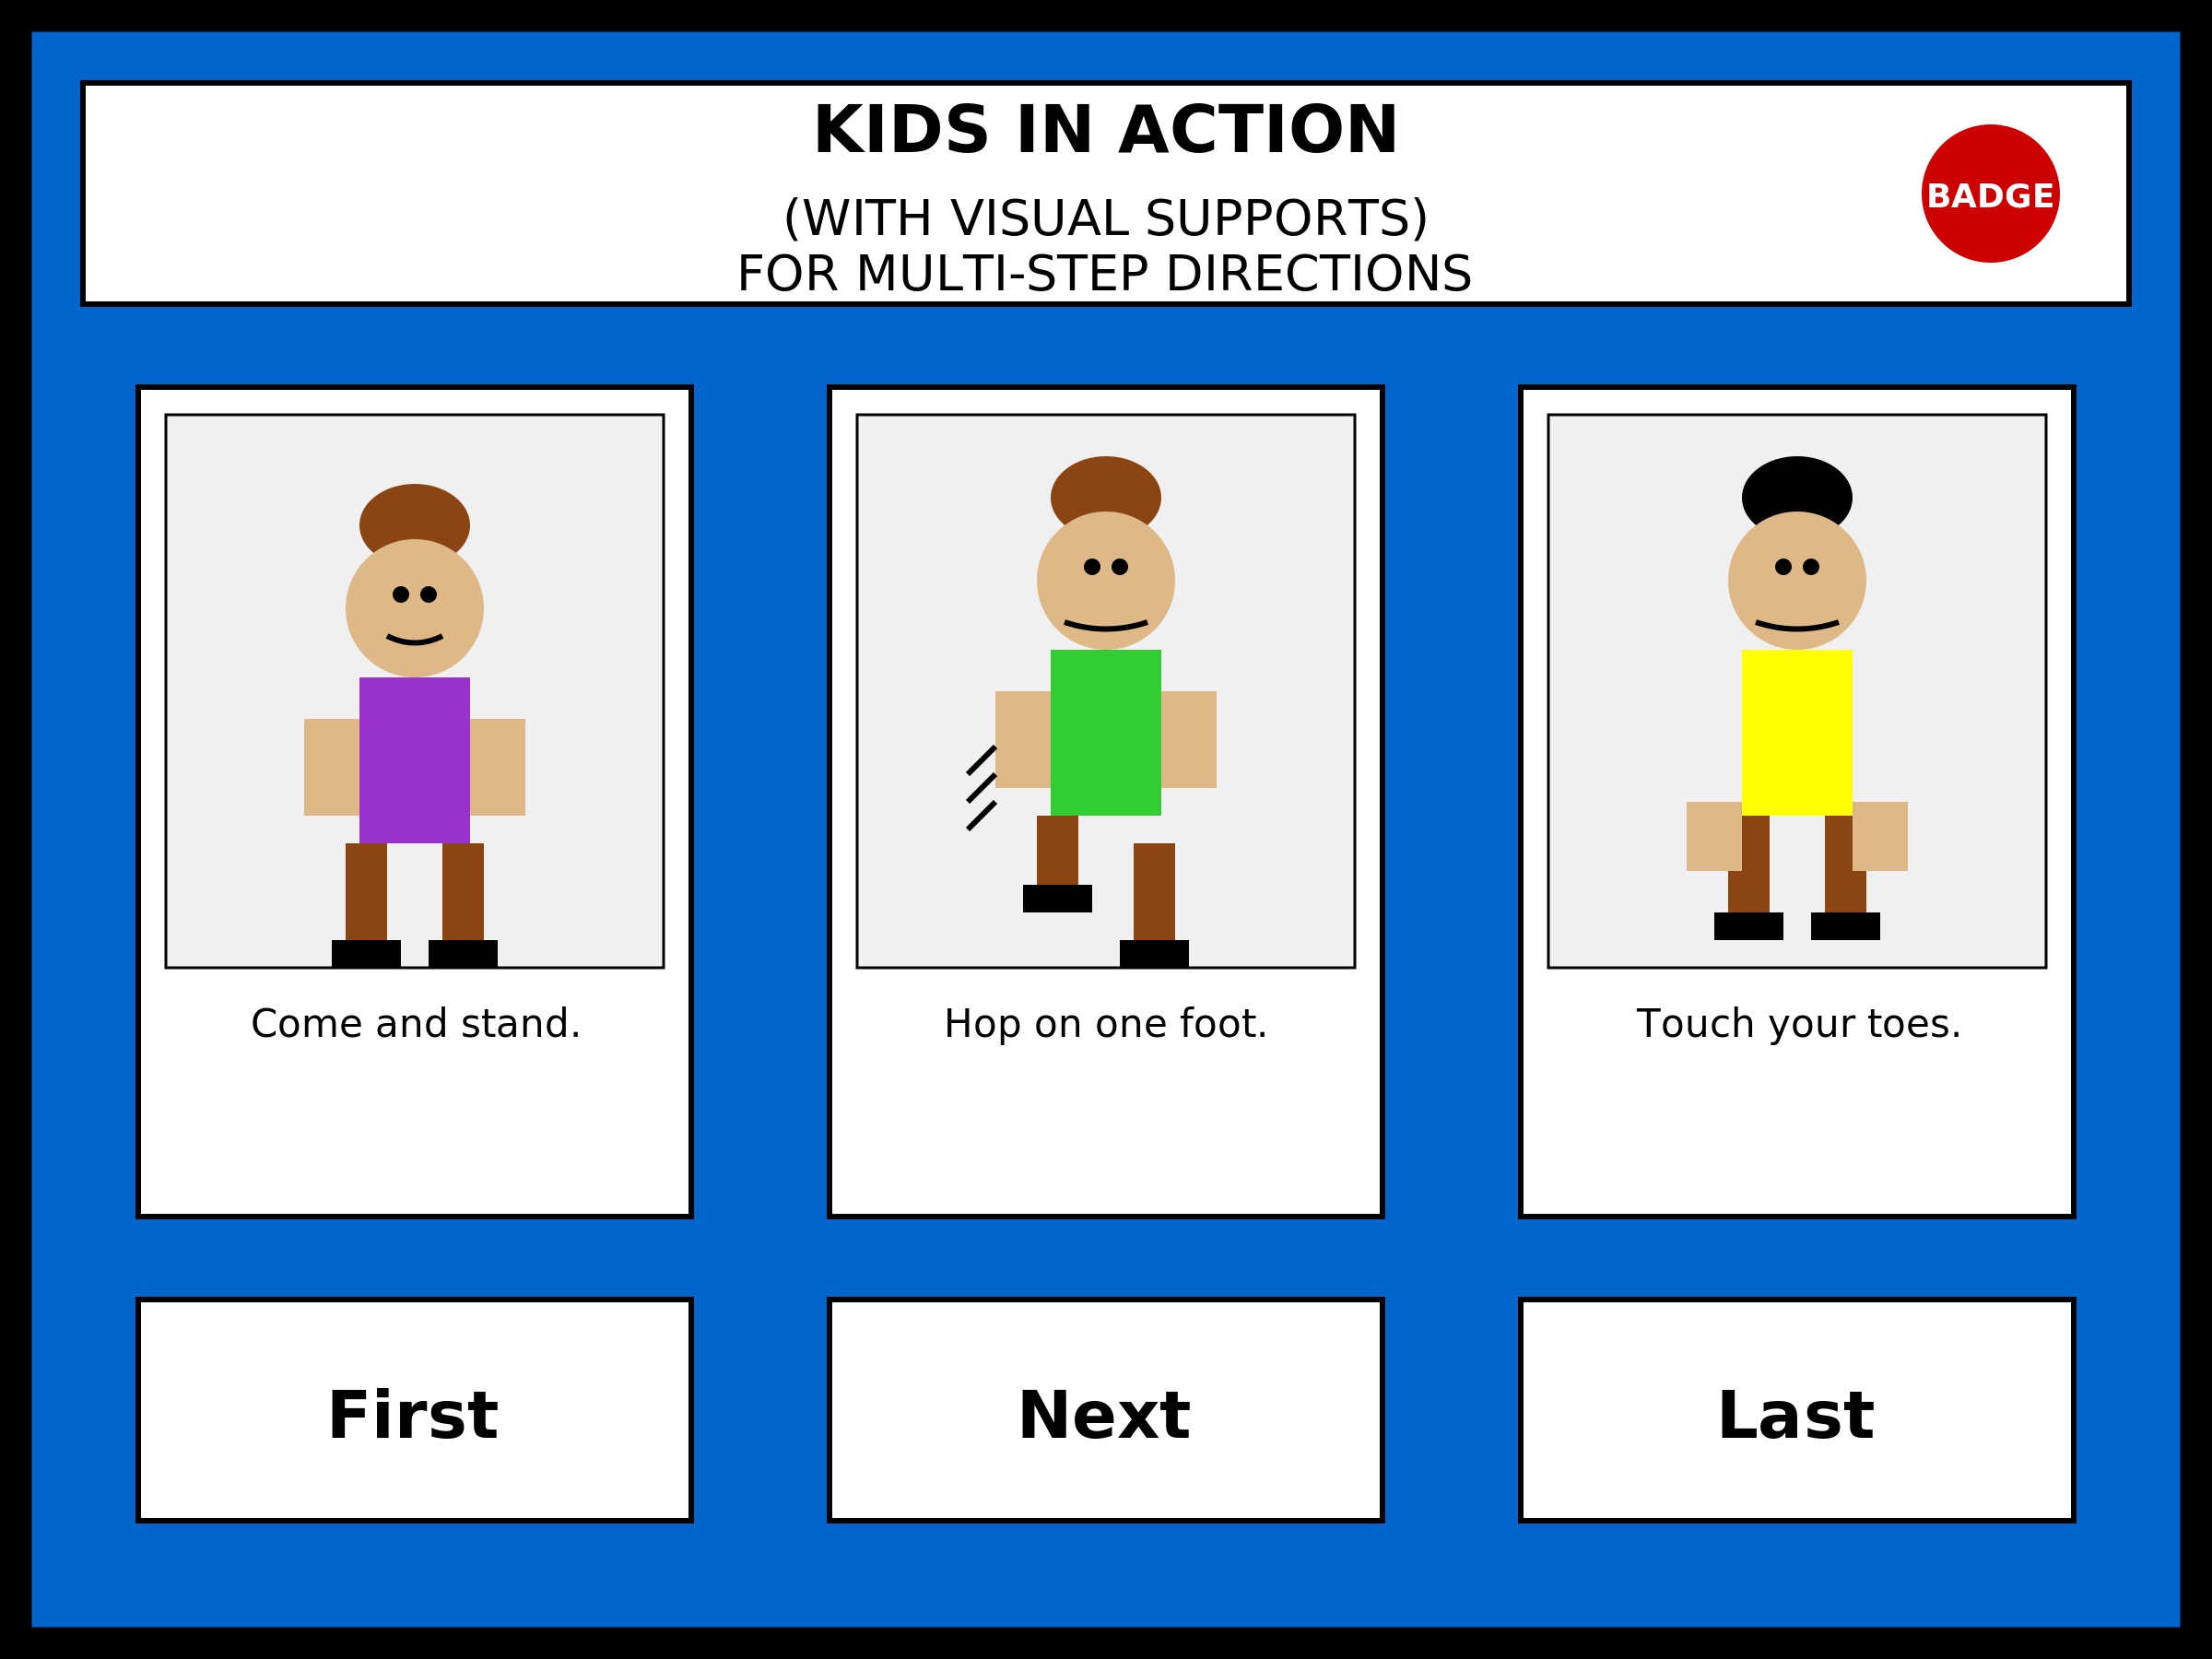 KIDS IN ACTION
(WITH VISUAL SUPPORTS)
FOR MULTI-STEP DIRECTIONS
BADGE
Come and stand.
Hop on one foot.
Touch your toes.
First
Next
Last